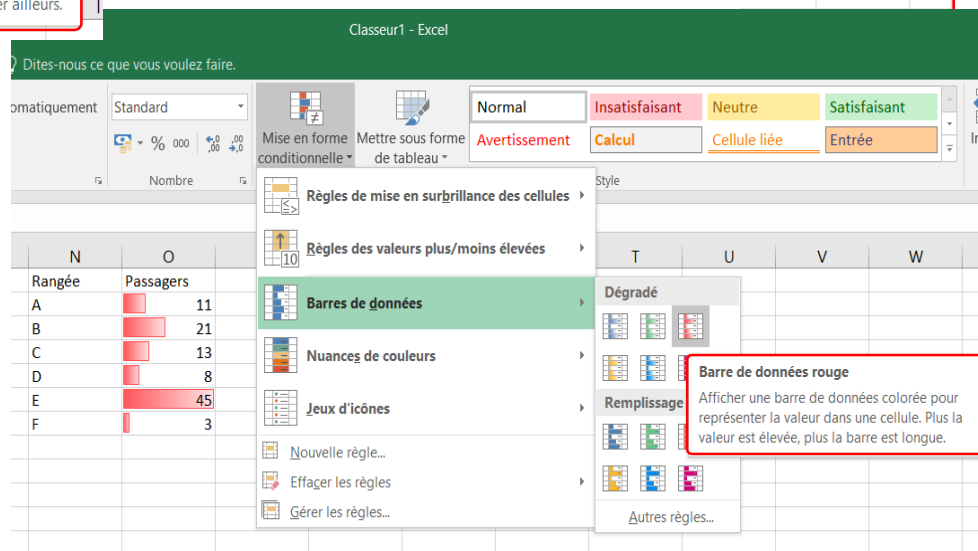 er ailleurs.
Classeur1 - Excel
Dites-nous ce que vous voulez faire.
omatiquement
Standard
% 000
,00
,0
Nombre
Mise en forme
conditionnelle
Mettre sous forme
de tableau
Normal
Insatisfaisant
Neutre
Satisfaisant
Avertissement
Calcul
Cellule liée
Entrée
In
Style
Règles de mise en surbrillance des cellules
10
Règles des valeurs plus/moins élevées
Barres de données
Nuances de couleurs
Jeux d'icônes
Nouvelle règle...
Effacer les règles
Gérer les règles...
N O T U V W
Rangée Passagers
A 11
B 21
C 13
D 8
E 45
F 3
Dégradé
Remplissage
Autres règles...
Barre de données rouge
Afficher une barre de données colorée pour
représenter la valeur dans une cellule. Plus la
valeur est élevée, plus la barre est longue.